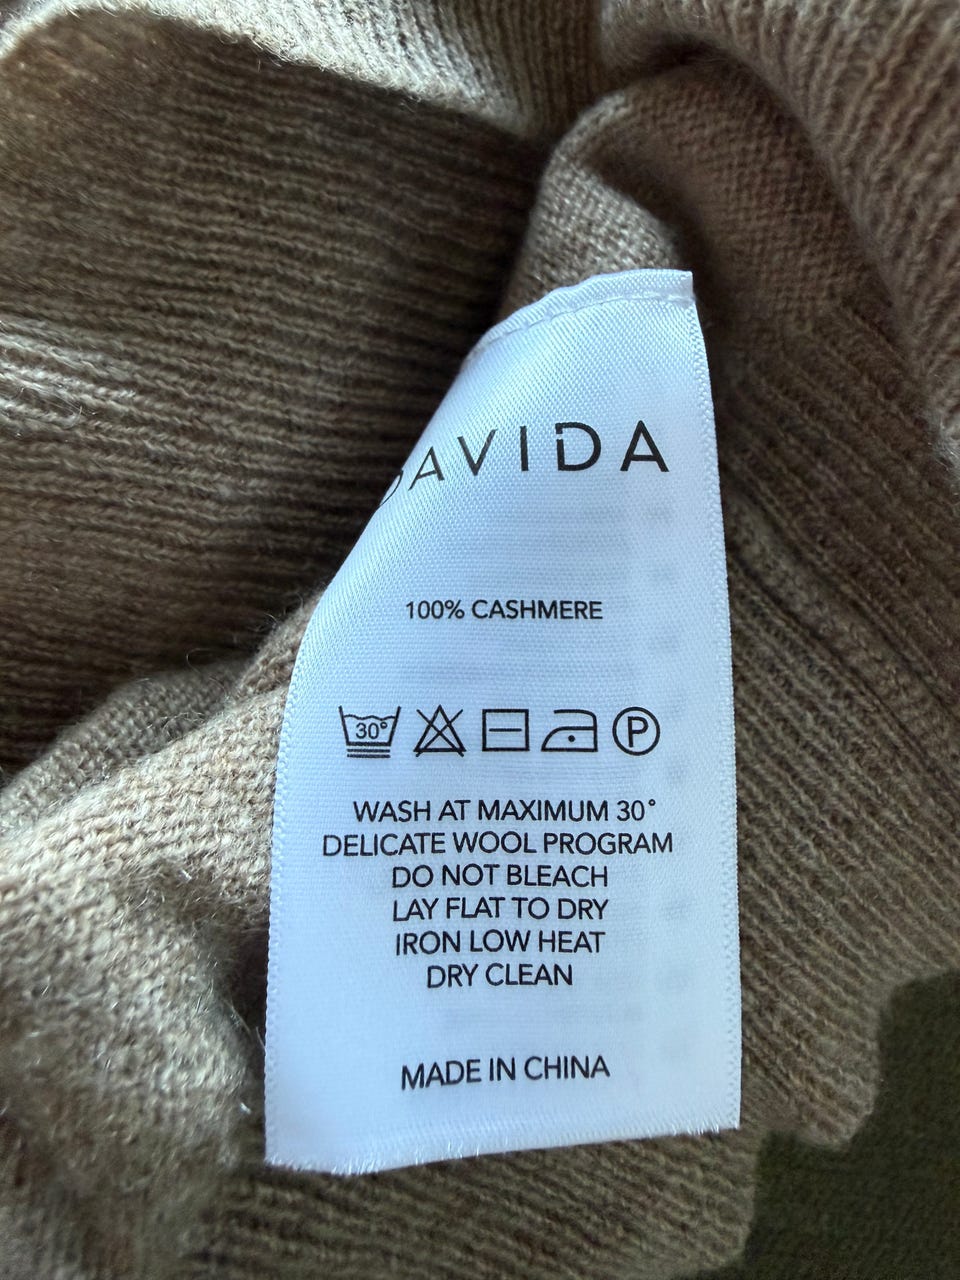 DAVIDA
100% CASHMERE
30°
P
WASH AT MAXIMUM 30°
DELICATE WOOL PROGRAM
DO NOT BLEACH
LAY FLAT TO DRY
IRON LOW HEAT
DRY CLEAN
MADE IN CHINA